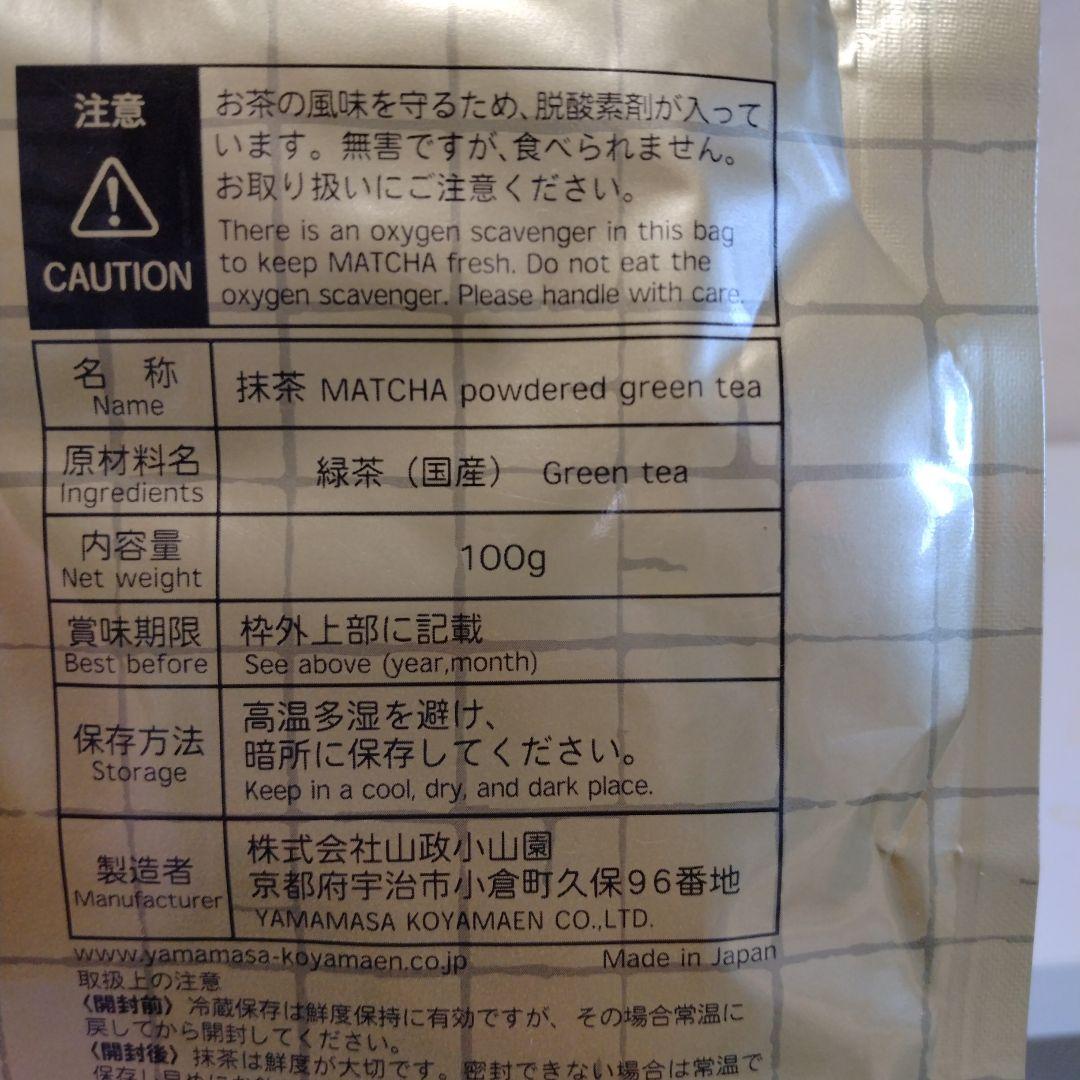 注意
CAUTION
お茶の風味を守るため、脱酸素剤が入って
います。無害ですが、食べられません。
お取り扱いにご注意ください。
There is an oxygen scavenger in this bag
to keep MATCHA fresh. Do not eat the
oxygen scavenger. Please handle with care.
名 称
Name
抹茶 MATCHA powdered green tea
原材料名
Ingredients
緑茶（国産） Green tea
内容量
Net weight
100g
賞味期限
Best before
枠外上部に記載
See above (year,month)
保存方法
Storage
高温多湿を避け、
暗所に保存してください。
Keep in a cool, dry, and dark place.
製造者
Manufacturer
株式会社山政小山園
京都府宇治市小倉町久保９６番地
YAMAMASA KOYAMAEN CO.,LTD.
www.yamamasa-koyamaen.co.jp
Made in Japan
取扱上の注意
〈開封前〉冷蔵保存は鮮度保持に有効ですが、その場合常温に
戻してから開封してください。
〈開封後〉抹茶は鮮度が大切です。密封できない場合は常温で
保存し早めに